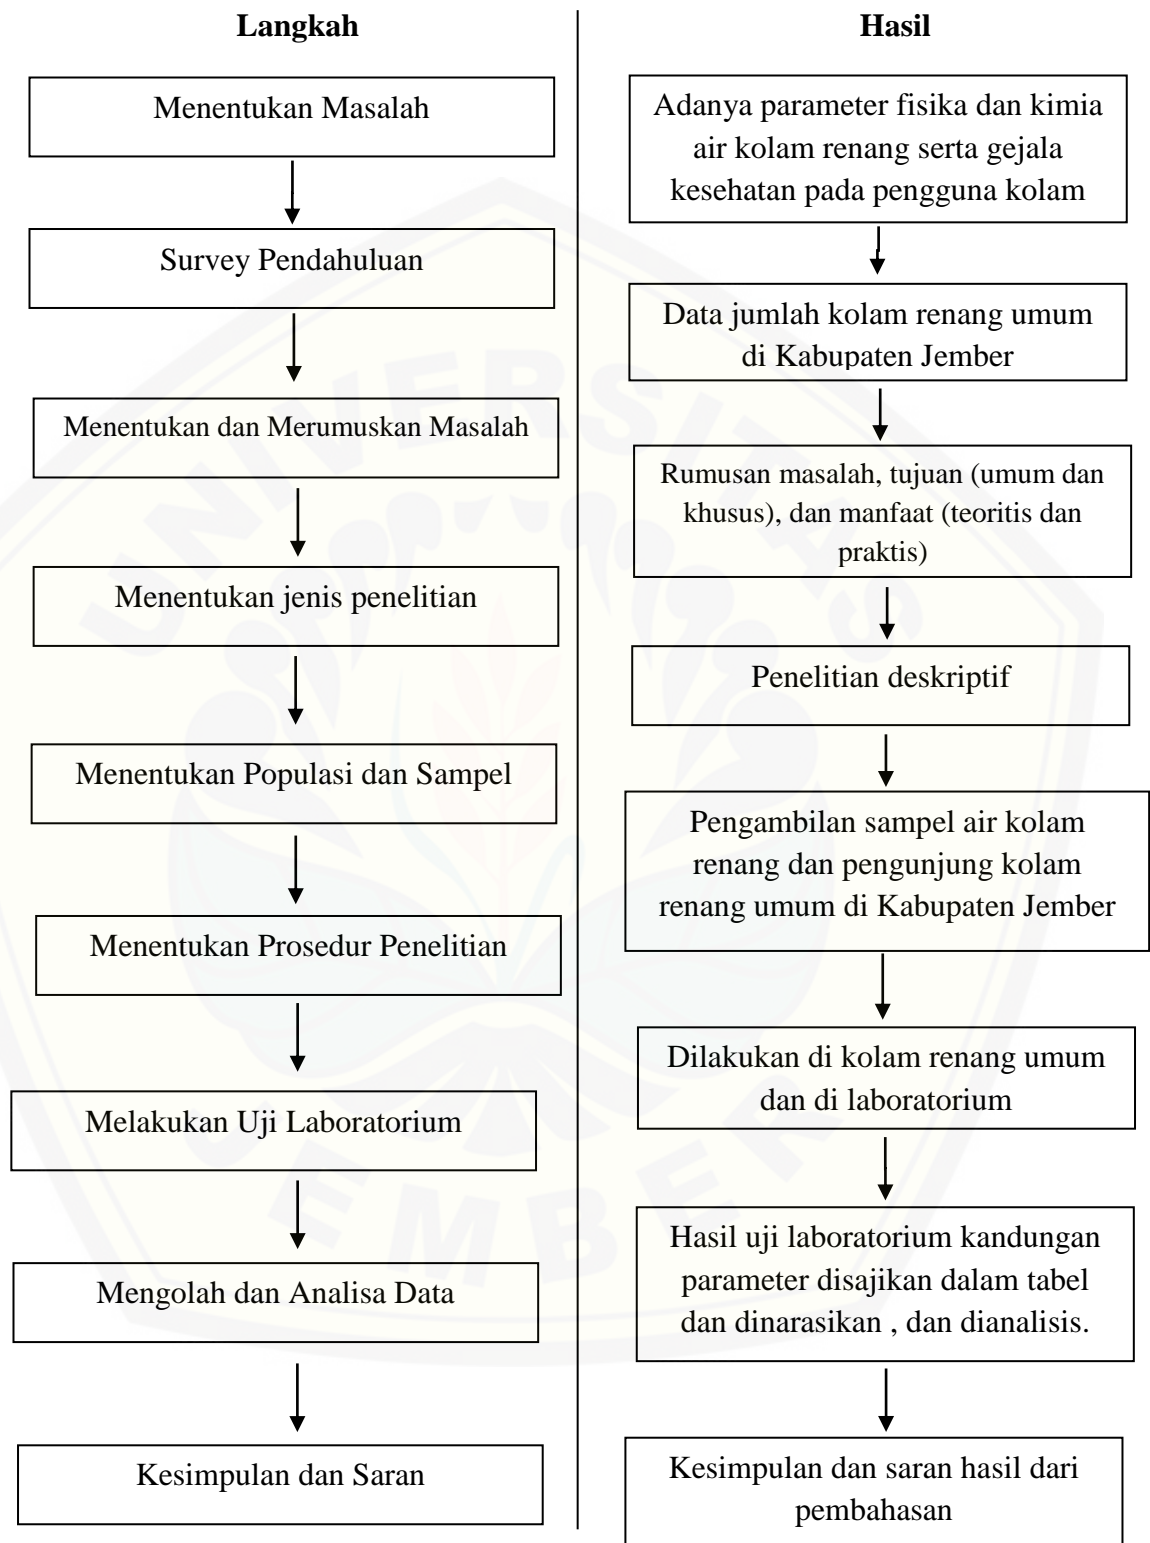 Langkah
Menentukan Masalah
Survey Pendahuluan
Menentukan dan Merumuskan Masalah
Menentukan jenis penelitian
Menentukan Populasi dan Sampel
Menentukan Prosedur Penelitian
Melakukan Uji Laboratorium
Mengolah dan Analisa Data
Kesimpulan dan Saran
Hasil
Adanya parameter fisika dan kimia
air kolam renang serta gejala
kesehatan pada pengguna kolam
Data jumlah kolam renang umum
di Kabupaten Jember
Rumusan masalah, tujuan (umum dan
khusus), dan manfaat (teoritis dan
praktis)
Penelitian deskriptif
Pengambilan sampel air kolam
renang dan pengunjung kolam
renang umum di Kabupaten Jember
Dilakukan di kolam renang umum
dan di laboratorium
Hasil uji laboratorium kandungan
parameter disajikan dalam tabel
dan dinarasikan , dan dianalisis.
Kesimpulan dan saran hasil dari
pembahasan
UNIVERSITAS
JEMBER